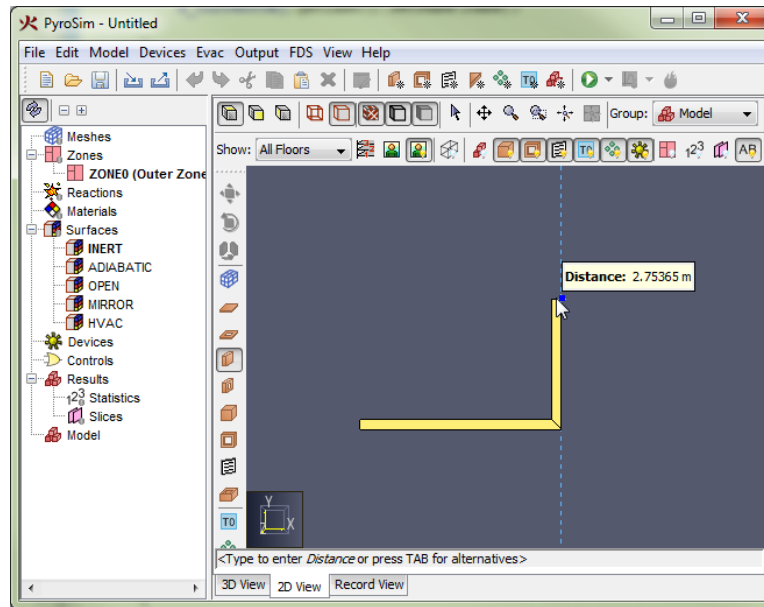 PyroSim - Untitled
File Edit Model Devices Evac Output FDS View Help
Group: Model
Show: All Floors
Meshes
Zones
ZONE0 (Outer Zone
Reactions
Materials
Surfaces
INERT
ADIABATIC
OPEN
MIRROR
HVAC
Devices
Controls
Results
Statistics
Slices
Model
Distance: 2.75365 m
Y
X
<Type to enter Distance or press TAB for alternatives>
3D View 2D View Record View